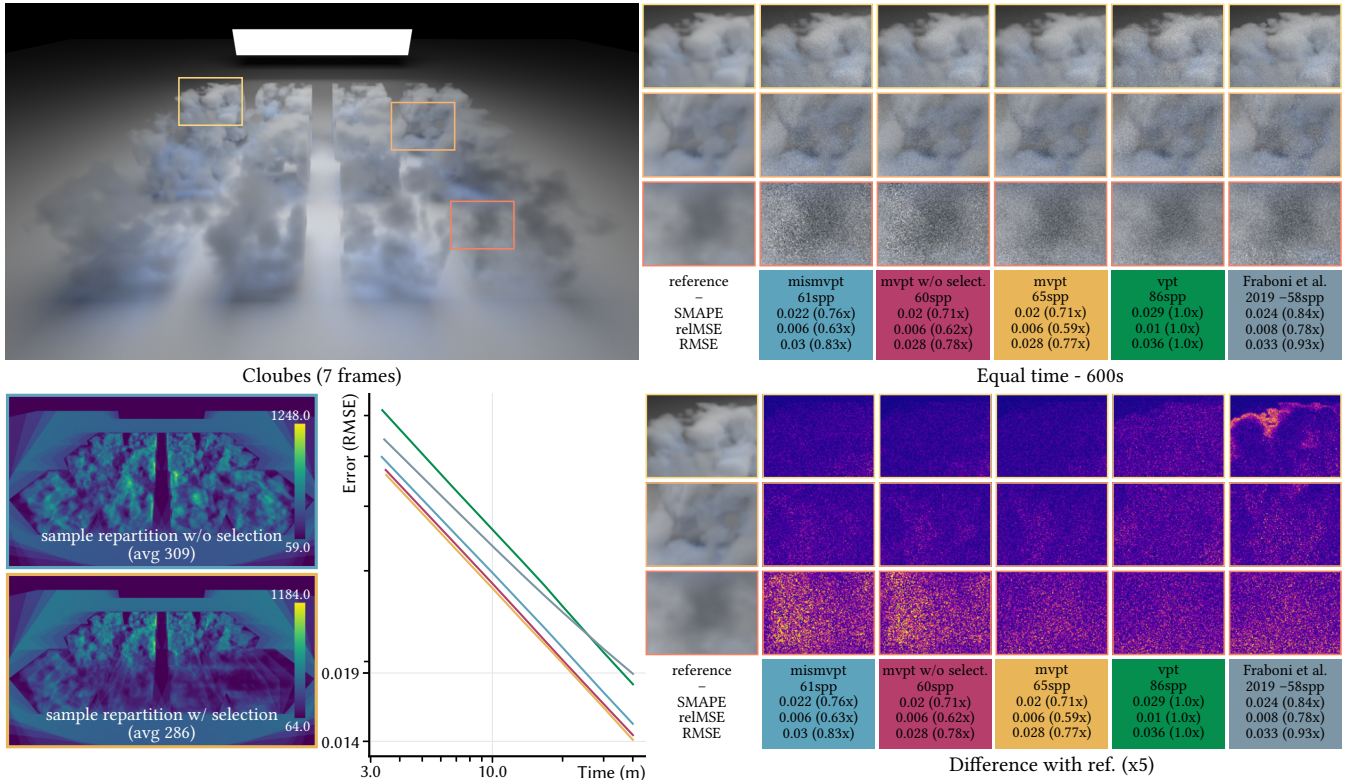 reference
–
SMAPE
relMSE
RMSE
mismvpt
61spp
0.022 (0.76x)
0.006 (0.63x)
0.03 (0.83x)
mvpt w/o select.
60spp
0.02 (0.71x)
0.006 (0.62x)
0.028 (0.78x)
mvpt
65spp
0.02 (0.71x)
0.006 (0.59x)
0.028 (0.77x)
vpt
86spp
0.029 (1.0x)
0.01 (1.0x)
0.036 (1.0x)
Fraboni et al.
2019 –58spp
0.024 (0.84x)
0.008 (0.78x)
0.033 (0.93x)
Cloubes (7 frames)
Equal time - 600s
1248.0
sample repartition w/o selection
(avg 309)
59.0
1184.0
sample repartition w/ selection
(avg 286)
64.0
Error (RMSE)
0.019
0.014
3.0
10.0
Time (m)
reference
–
SMAPE
relMSE
RMSE
mismvpt
61spp
0.022 (0.76x)
0.006 (0.63x)
0.03 (0.83x)
mvpt w/o select.
60spp
0.02 (0.71x)
0.006 (0.62x)
0.028 (0.78x)
mvpt
65spp
0.02 (0.71x)
0.006 (0.59x)
0.028 (0.77x)
vpt
86spp
0.029 (1.0x)
0.01 (1.0x)
0.036 (1.0x)
Fraboni et al.
2019 –58spp
0.024 (0.84x)
0.008 (0.78x)
0.033 (0.93x)
Difference with ref. (x5)